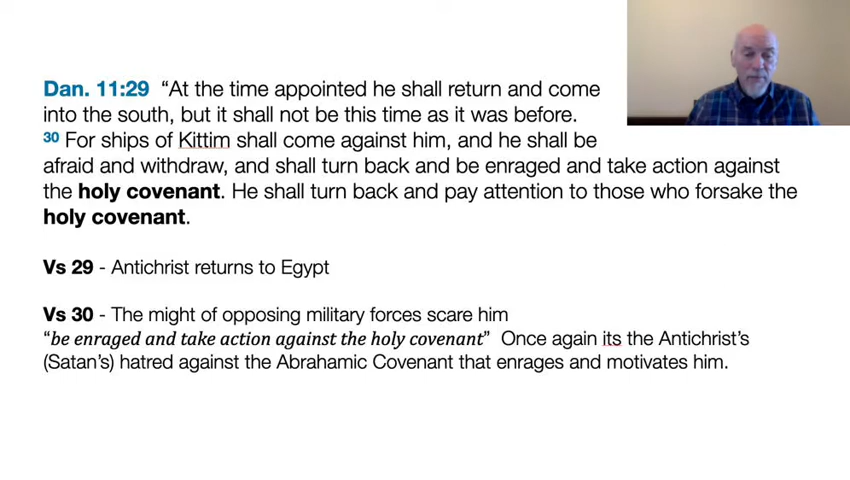 Dan. 11:29 “At the time appointed he shall return and come
into the south, but it shall not be this time as it was before.
30 For ships of Kittim shall come against him, and he shall be
afraid and withdraw, and shall turn back and be enraged and take action against
the holy covenant. He shall turn back and pay attention to those who forsake the
holy covenant.
Vs 29 - Antichrist returns to Egypt
Vs 30 - The might of opposing military forces scare him
“be enraged and take action against the holy covenant” Once again its the Antichrist’s
(Satan’s) hatred against the Abrahamic Covenant that enrages and motivates him.